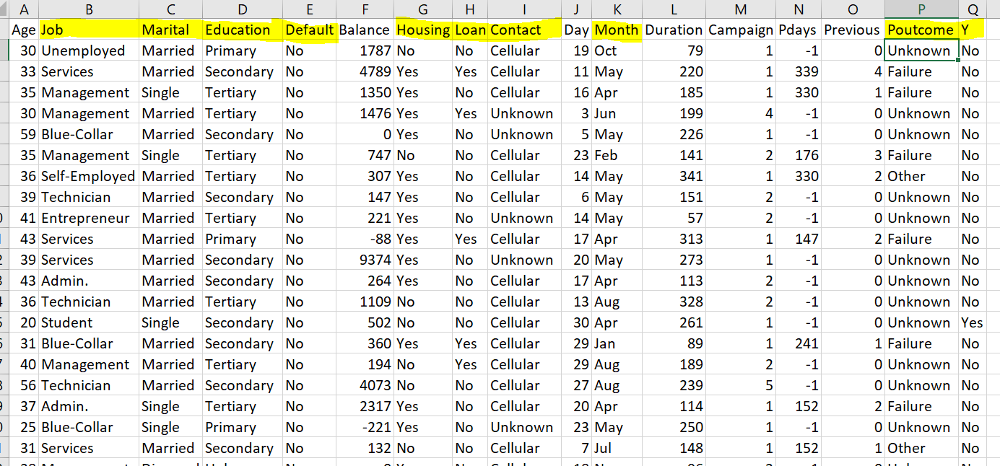 A B C D E F G H I J K L M N O P Q
Age Job Marital Education Default Balance Housing Loan Contact Day Month Duration Campaign Pdays Previous Poutcome Y
30 Unemployed Married Primary No 1787 No No Cellular 19 Oct 79 1 -1 0 Unknown No
33 Services Married Secondary No 4789 Yes Yes Cellular 11 May 220 1 339 4 Failure No
35 Management Single Tertiary No 1350 Yes No Cellular 16 Apr 185 1 330 1 Failure No
30 Management Married Tertiary No 1476 Yes Yes Unknown 3 Jun 199 4 -1 0 Unknown No
59 Blue-Collar Married Secondary No 0 Yes No Unknown 5 May 226 1 -1 0 Unknown No
35 Management Single Tertiary No 747 No No Cellular 23 Feb 141 2 176 3 Failure No
36 Self-Employed Married Tertiary No 307 Yes No Cellular 14 May 341 1 330 2 Other No
39 Technician Married Secondary No 147 Yes No Cellular 6 May 151 2 -1 0 Unknown No
41 Entrepreneur Married Tertiary No 221 Yes No Unknown 14 May 57 2 -1 0 Unknown No
43 Services Married Primary No -88 Yes Yes Cellular 17 Apr 313 1 147 2 Failure No
39 Services Married Secondary No 9374 Yes No Unknown 20 May 273 1 -1 0 Unknown No
43 Admin. Married Secondary No 264 Yes No Cellular 17 Apr 113 2 -1 0 Unknown No
36 Technician Married Tertiary No 1109 No No Cellular 13 Aug 328 2 -1 0 Unknown No
20 Student Single Secondary No 502 No No Cellular 30 Apr 261 1 -1 0 Unknown Yes
31 Blue-Collar Married Secondary No 360 Yes Yes Cellular 29 Jan 89 1 241 1 Failure No
40 Management Married Tertiary No 194 No Yes Cellular 29 Aug 189 2 -1 0 Unknown No
56 Technician Married Secondary No 4073 No No Cellular 27 Aug 239 5 -1 0 Unknown No
37 Admin. Single Tertiary No 2317 Yes No Cellular 20 Apr 114 1 152 2 Failure No
25 Blue-Collar Single Primary No -221 Yes No Unknown 23 May 250 1 -1 0 Unknown No
31 Services Married Secondary No 132 No No Cellular 7 Jul 148 1 152 1 Other No